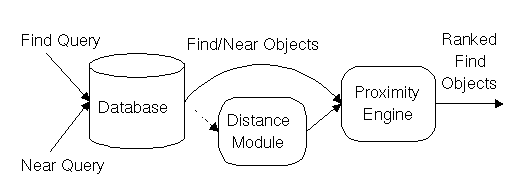 Find Query
Near Query
Database
Find/Near Objects
Distance
Module
Proximity
Engine
Ranked
Find
Objects